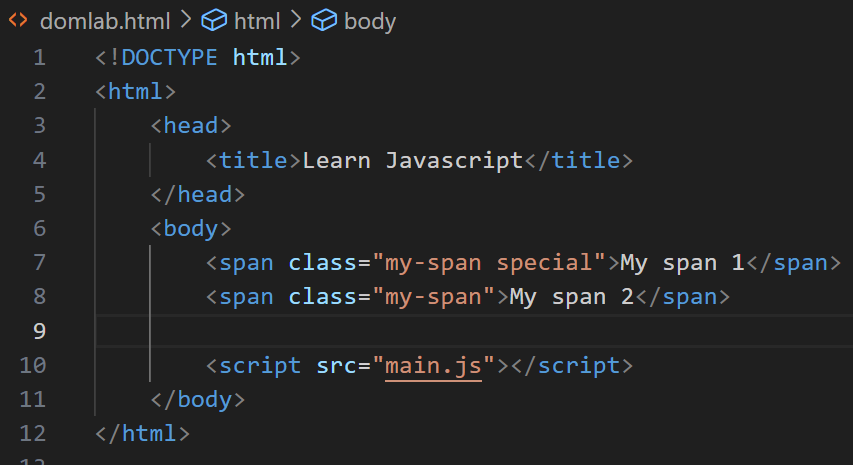 domlab.html > html > body
1 <!DOCTYPE html>
2 <html>
3 <head>
4 <title>Learn Javascript</title>
5 </head>
6 <body>
7 <span class="my-span special">My span 1</span>
8 <span class="my-span">My span 2</span>
9
10 <script src="main.js"></script>
11 </body>
12 </html>
13